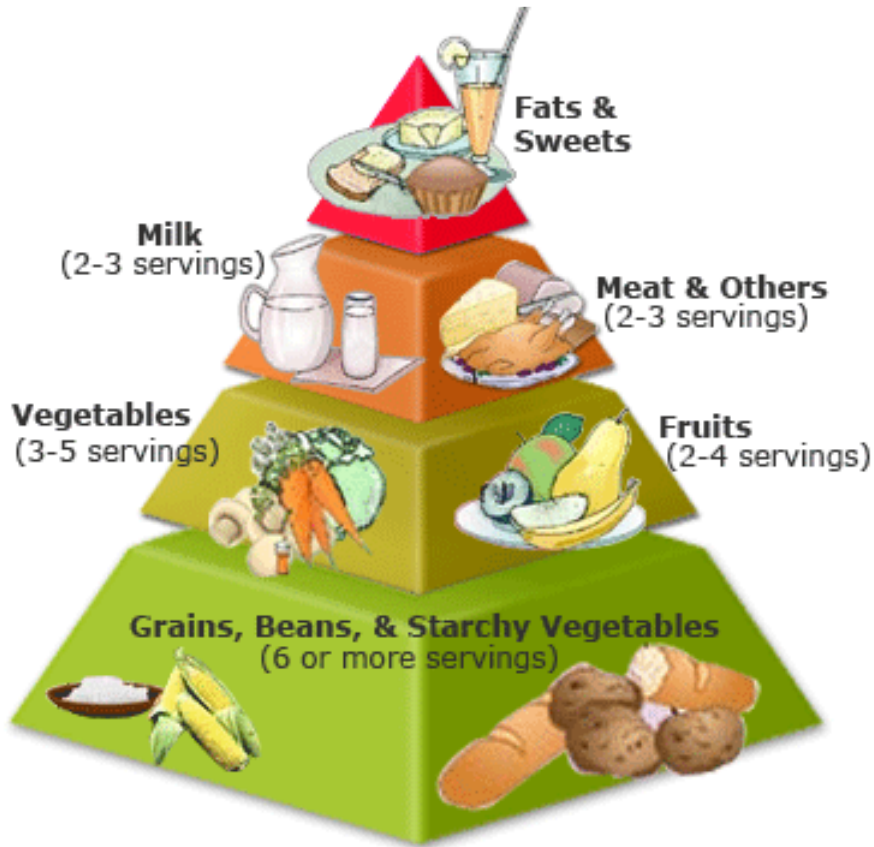 Fats &
Sweets
Milk
(2-3 servings)
Meat & Others
(2-3 servings)
Vegetables
(3-5 servings)
Fruits
(2-4 servings)
Grains, Beans, & Starchy Vegetables
(6 or more servings)